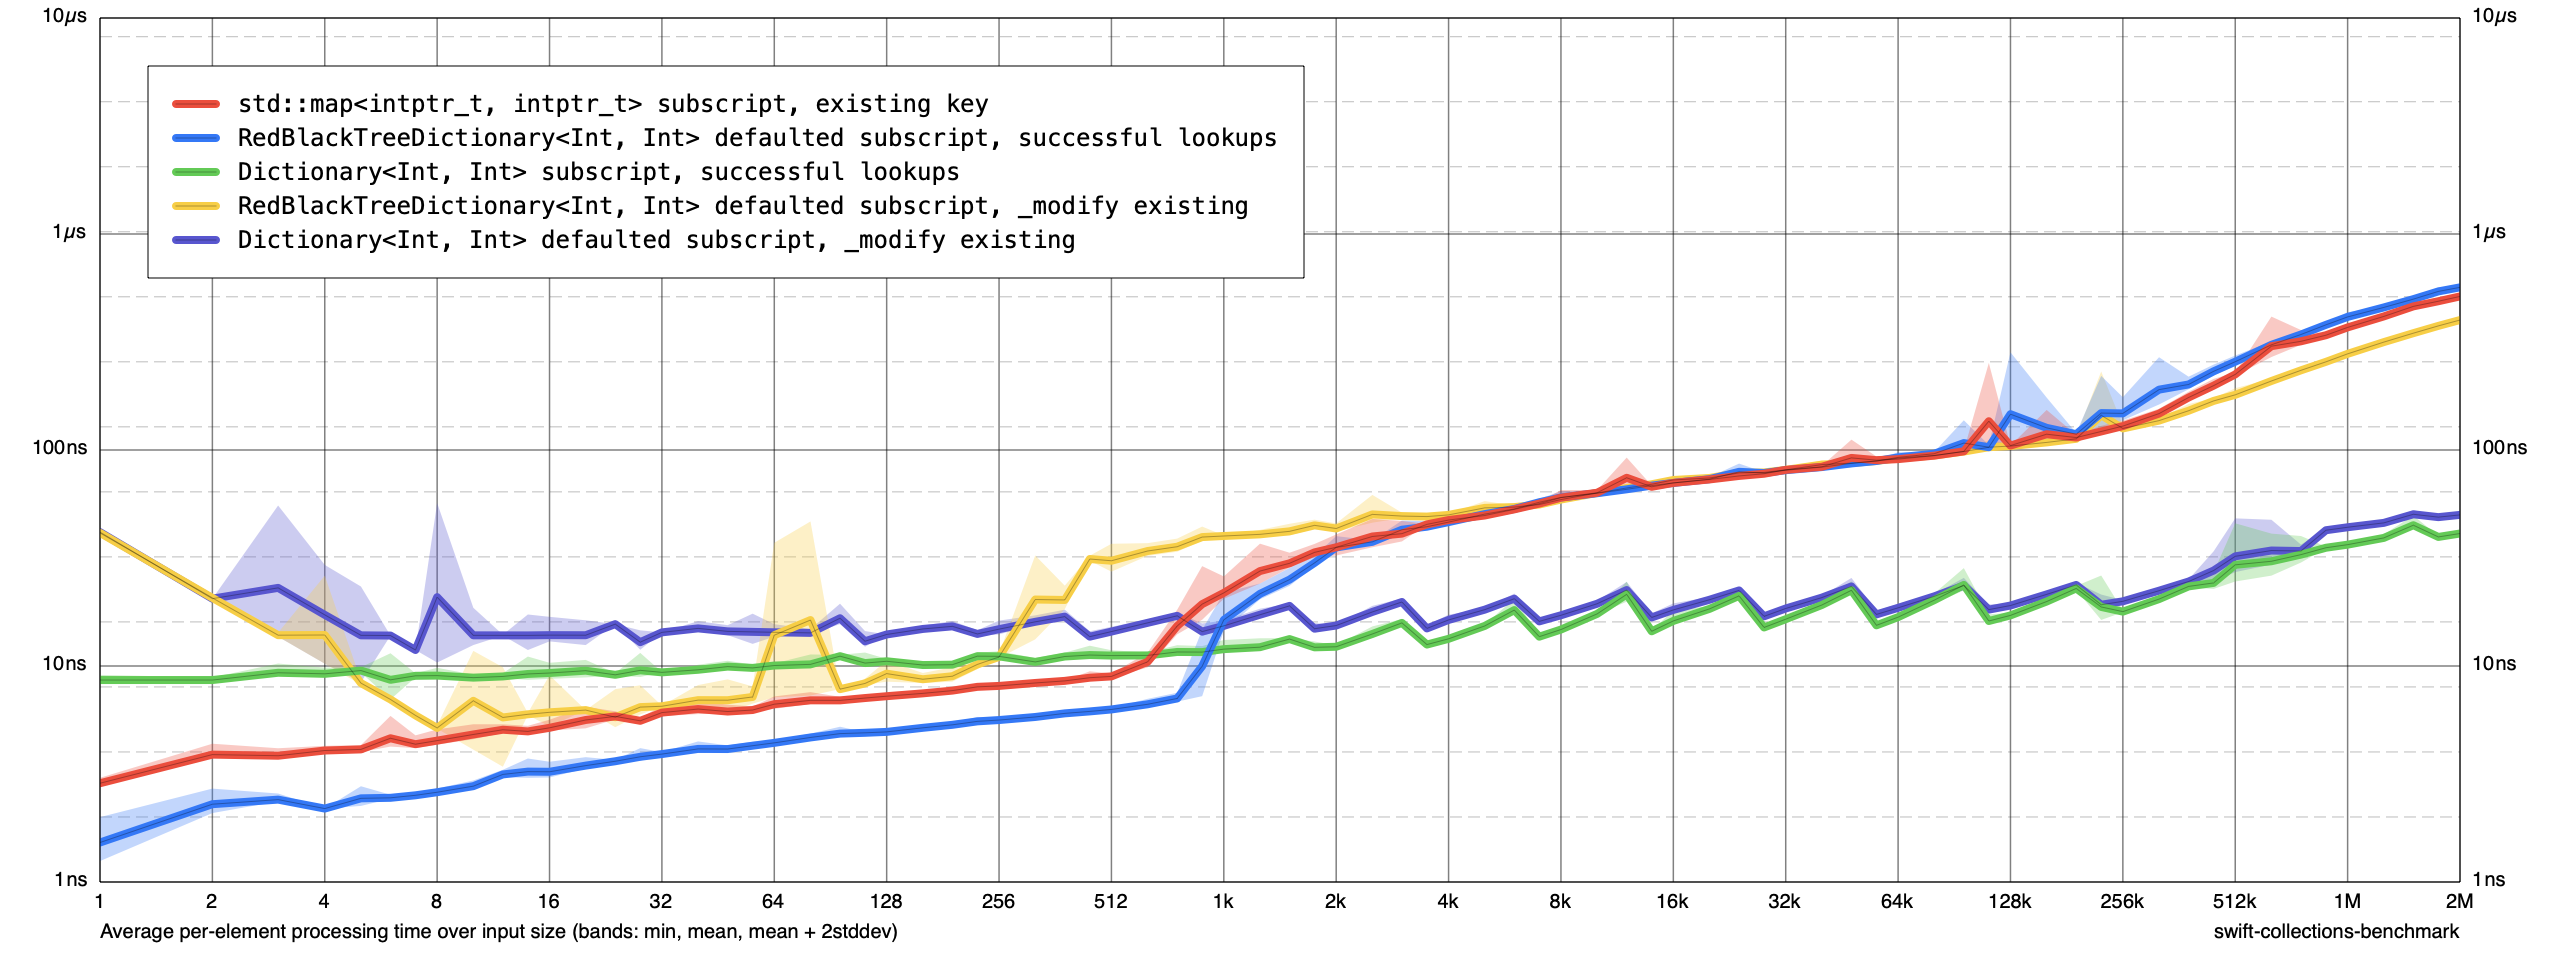 10µs 10µs
std::map<intptr_t, intptr_t> subscript, existing key
RedBlackTreeDictionary<Int, Int> defaulted subscript, successful lookups
Dictionary<Int, Int> subscript, successful lookups
RedBlackTreeDictionary<Int, Int> defaulted subscript, _modify existing
1µs 1µs
Dictionary<Int, Int> defaulted subscript, _modify existing
100ns 100ns
10ns 10ns
1ns 1ns
1 2 4 8 16 32 64 128 256 512 1k 2k 4k 8k 16k 32k 64k 128k 256k 512k 1M 2M
Average per-element processing time over input size (bands: min, mean, mean + 2stddev) swift-collections-benchmark